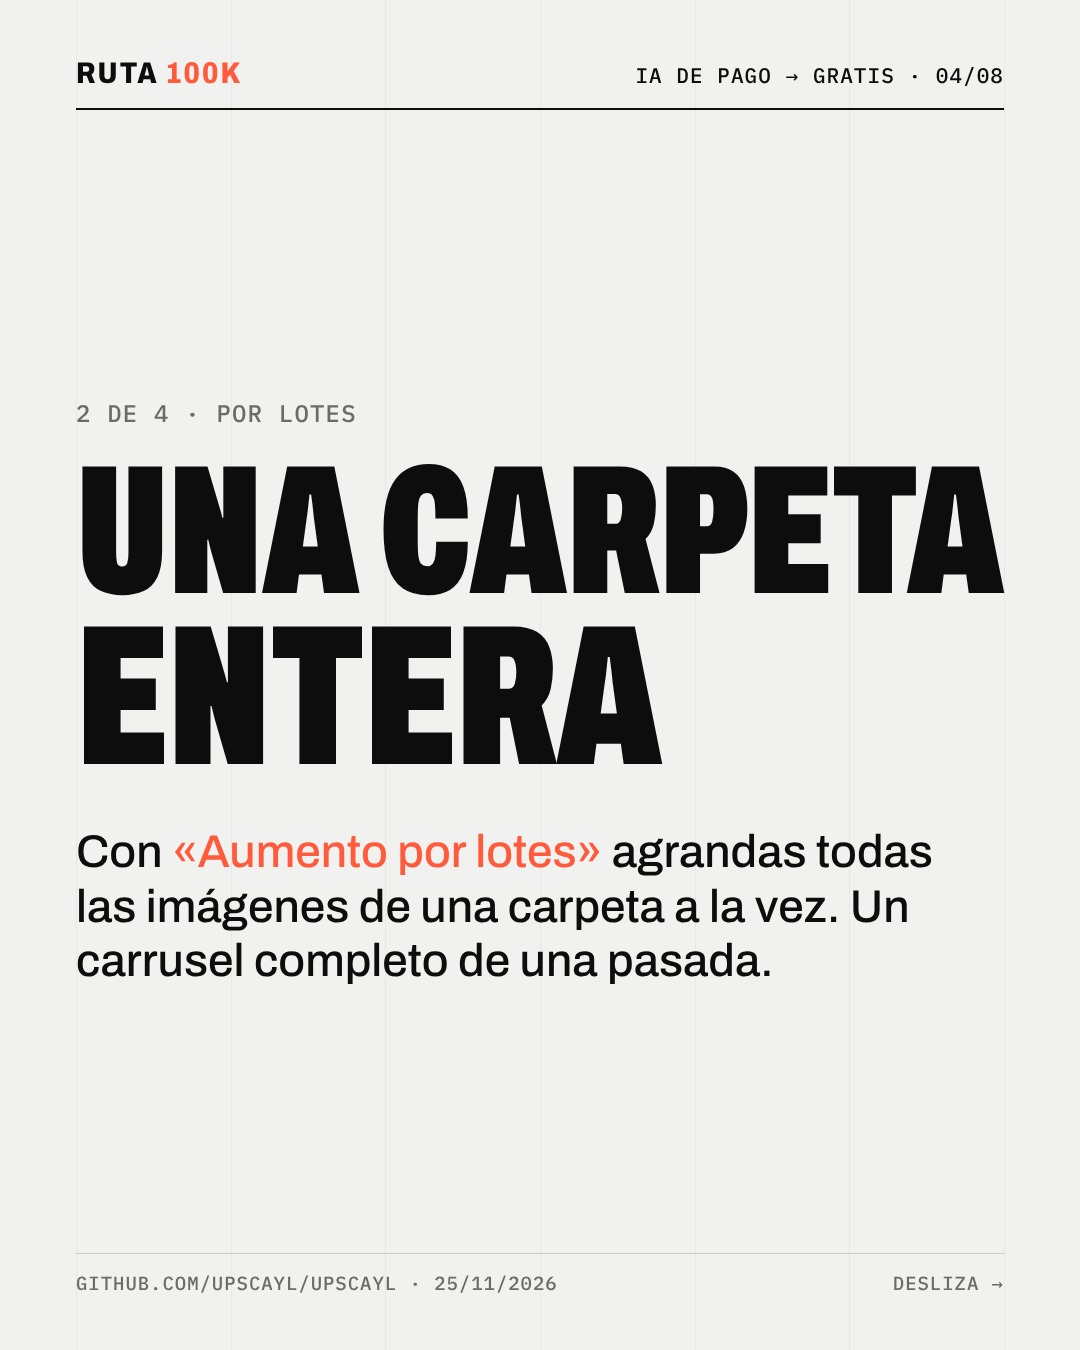 RUTA 100K
IA DE PAGO → GRATIS · 04/08
2 DE 4 · POR LOTES
UNA CARPETA
ENTERA
Con «Aumento por lotes» agrandas todas
las imágenes de una carpeta a la vez. Un
carrusel completo de una pasada.
GITHUB.COM/UPSCAYL/UPSCAYL · 25/11/2026
DESLIZA →